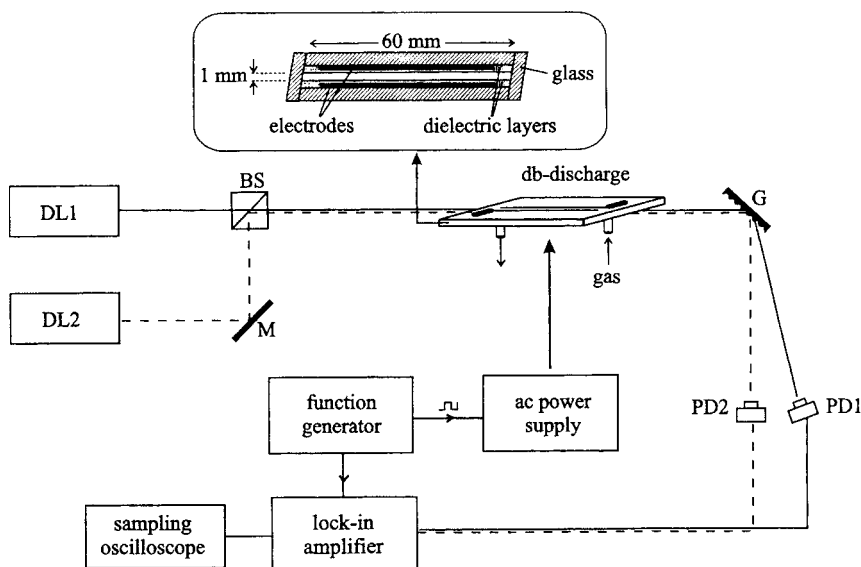 60 mm
1 mm
glass
electrodes
dielectric layers
BS
db-discharge
G
DL1
gas
DL2
M
function
generator
ac power
supply
PD2
PD1
sampling
oscilloscope
lock-in
amplifier